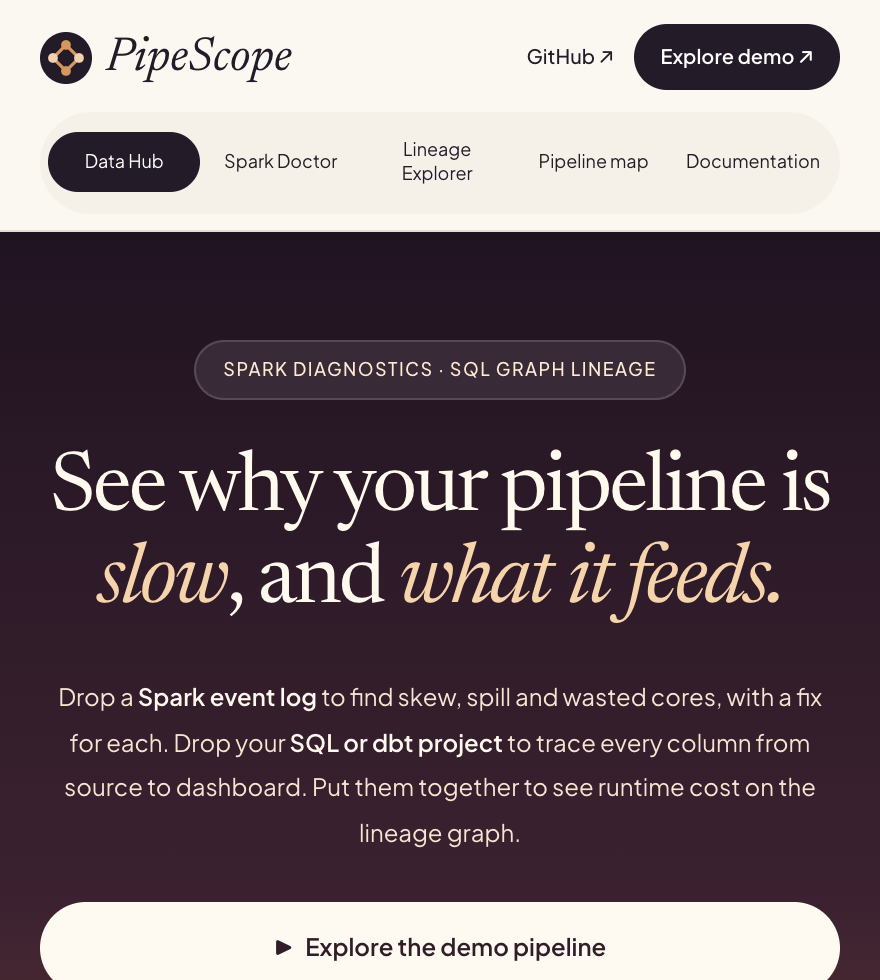 PipeScope
GitHub ↗
Explore demo ↗
Data Hub
Spark Doctor
Lineage
Explorer
Pipeline map
Documentation
SPARK DIAGNOSTICS · SQL GRAPH LINEAGE
See why your pipeline is
slow, and what it feeds.
Drop a Spark event log to find skew, spill and wasted cores, with a fix
for each. Drop your SQL or dbt project to trace every column from
source to dashboard. Put them together to see runtime cost on the
lineage graph.
Explore the demo pipeline